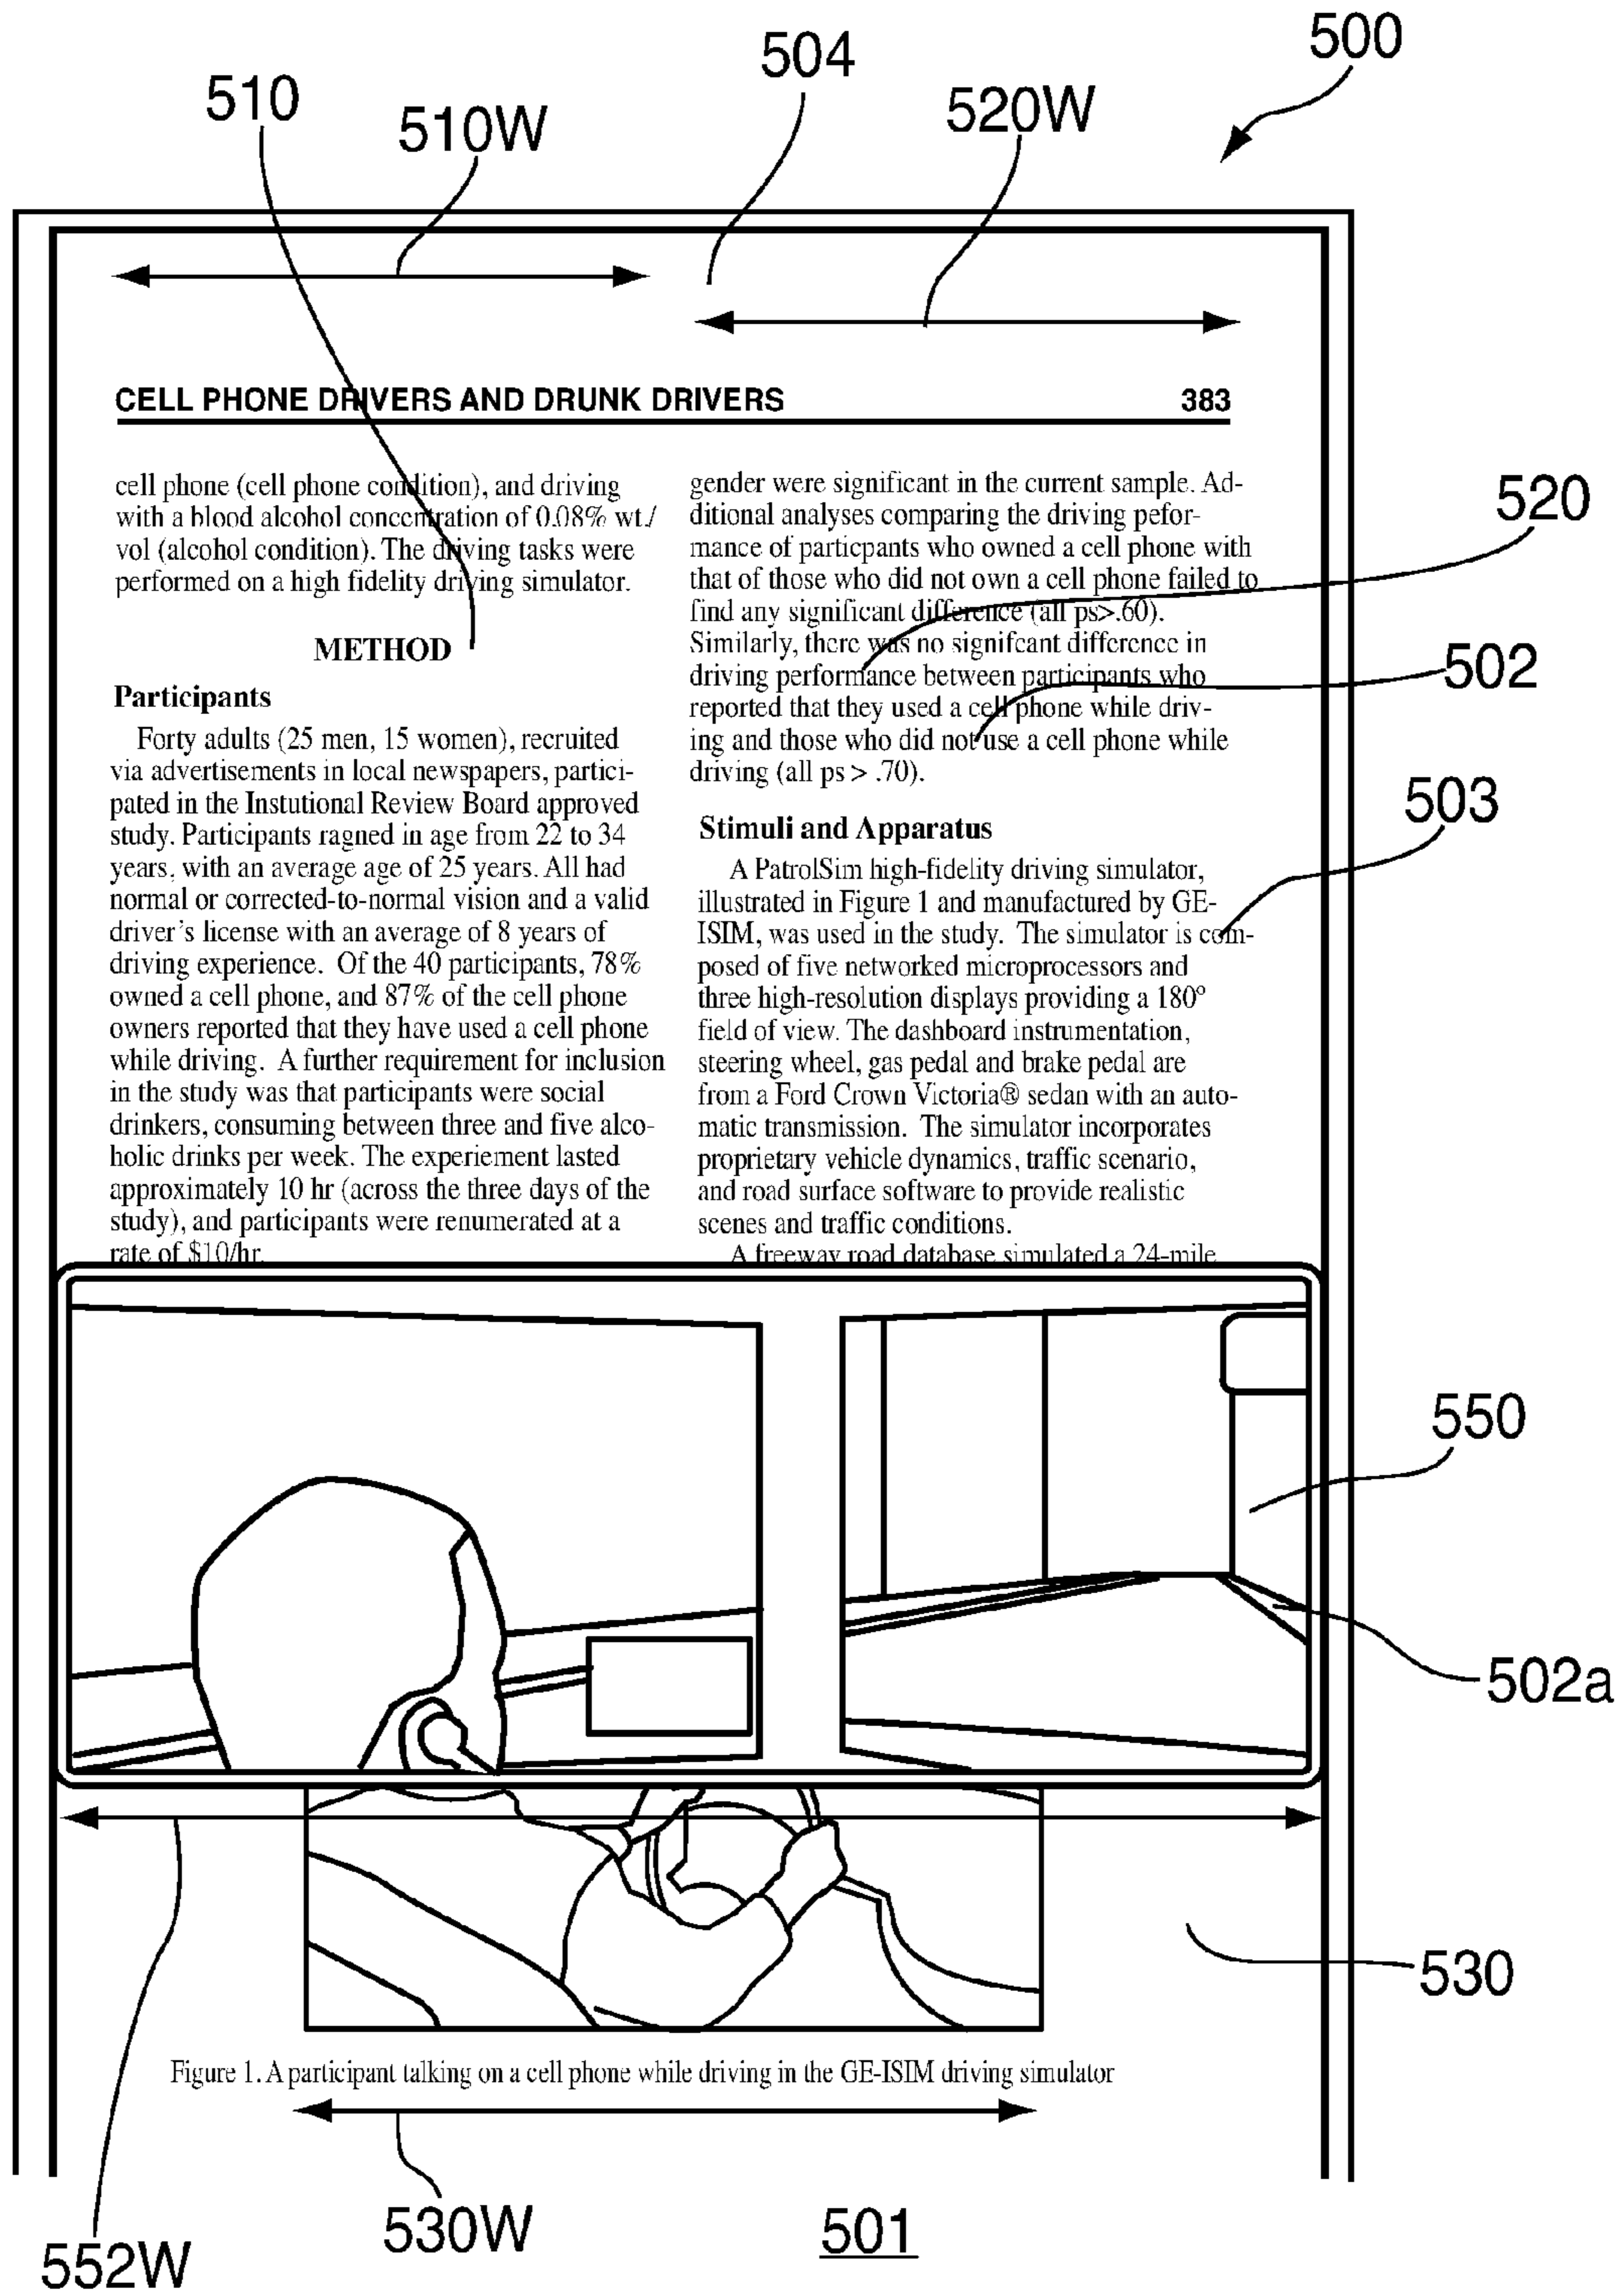 500
504
510
510W
520W
CELL PHONE DRIVERS AND DRUNK DRIVERS 383
cell phone (cell phone condition), and driving
with a blood alcohol concentration of 0.08% wt./
vol (alcohol condition). The driving tasks were
performed on a high fidelity driving simulator.
METHOD
Participants
Forty adults (25 men, 15 women), recruited
via advertisements in local newspapers, partici-
pated in the Instutional Review Board approved
study. Participants ragned in age from 22 to 34
years, with an average age of 25 years. All had
normal or corrected-to-normal vision and a valid
driver's license with an average of 8 years of
driving experience. Of the 40 participants, 78%
owned a cell phone, and 87% of the cell phone
owners reported that they have used a cell phone
while driving. A further requirement for inclusion
in the study was that participants were social
drinkers, consuming between three and five alco-
holic drinks per week. The experiement lasted
approximately 10 hr (across the three days of the
study), and participants were renumerated at a
rate of $10/hr.
gender were significant in the current sample. Ad-
ditional analyses comparing the driving pefor-
mance of particpants who owned a cell phone with
that of those who did not own a cell phone failed to
find any significant difference (all ps>.60).
Similarly, there was no signifcant difference in
driving performance between participants who
reported that they used a cell phone while driv-
ing and those who did not use a cell phone while
driving (all ps > .70).
Stimuli and Apparatus
A PatrolSim high-fidelity driving simulator,
illustrated in Figure 1 and manufactured by GE-
ISIM, was used in the study. The simulator is com-
posed of five networked microprocessors and
three high-resolution displays providing a 180°
field of view. The dashboard instrumentation,
steering wheel, gas pedal and brake pedal are
from a Ford Crown Victoria® sedan with an auto-
matic transmission. The simulator incorporates
proprietary vehicle dynamics, traffic scenario,
and road surface software to provide realistic
scenes and traffic conditions.
A freeway road database simulated a 24-mile
520
502
503
550
502a
530
Figure 1. A participant talking on a cell phone while driving in the GE-ISIM driving simulator
530W
501
552W